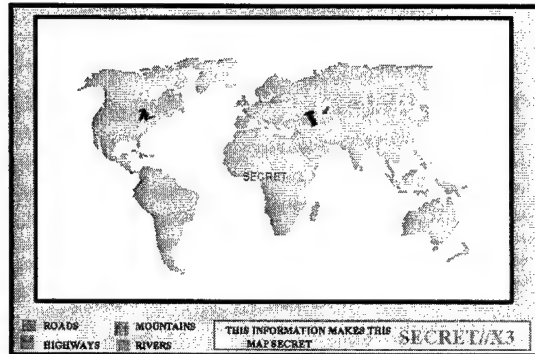 SECRET
ROADS
MOUNTAINS
HIGHWAYS
RIVERS
THIS INFORMATION MAKES THIS
MAP SECRET
SECRET//X3